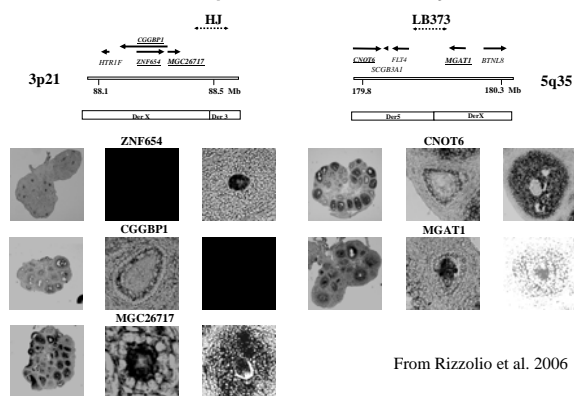 HJ
CGGBP1
HTR1F
ZNF654
MGC26717
3p21
88.1
88.5 Mb
Der X
Der 3
LB373
CNOT6
FLT4
MGAT1
BTNL8
SCGB3A1
5q35
179.8
180.3 Mb
Der5
DerX
ZNF654
CNOT6
CGGBP1
MGAT1
MGC26717
From Rizzolio et al. 2006